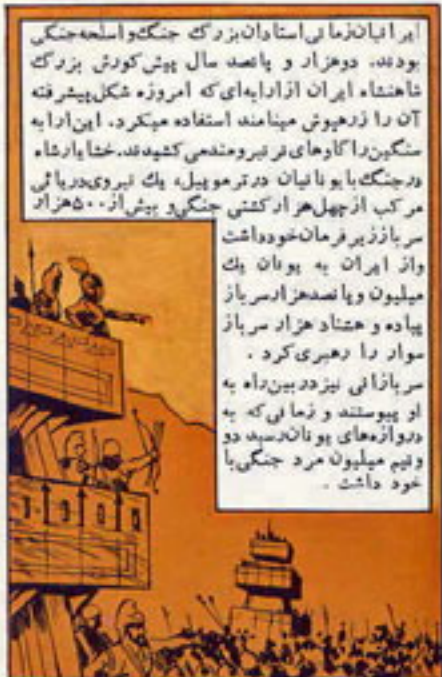 ایرانیان زمانی استادان بزرگ جنگ و اسلحه جنگی
بودند. دوهزار و پانصد سال پیش کورش بزرگ
شاهنشاه ایران از ارابه‌ای که امروزه شکل پیشرفته
آن را زرهپوش مینامند استفاده میکرد. این ارابه
سنگین را گاوهای نر نیرومندمی کشیدند. خشایارشاه
در جنگ با یونانیان در ترموپیل، یك نیروی دریائی
مرکب از چهل هزار کشتی جنگی و بیش از ۵۰۰ هزار
سرباز زیر فرمان خود داشت
و از ایران به یونان یك
میلیون و پانصد هزار سرباز
پیاده و هشتاد هزار سرباز
سوار را رهبری کرد .
سربازانی نیز در بین راه به
او پیوستند و زمانی که به
دروازه‌های یونان رسید دو
و نیم میلیون مرد جنگی با
خود داشت .